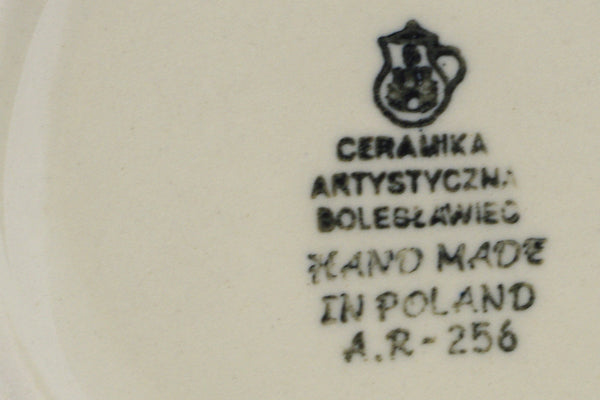 CERAMIKA
ARTYSTYCZNA
BOLESŁAWIEC
HAND MADE
IN POLAND
A.R-256